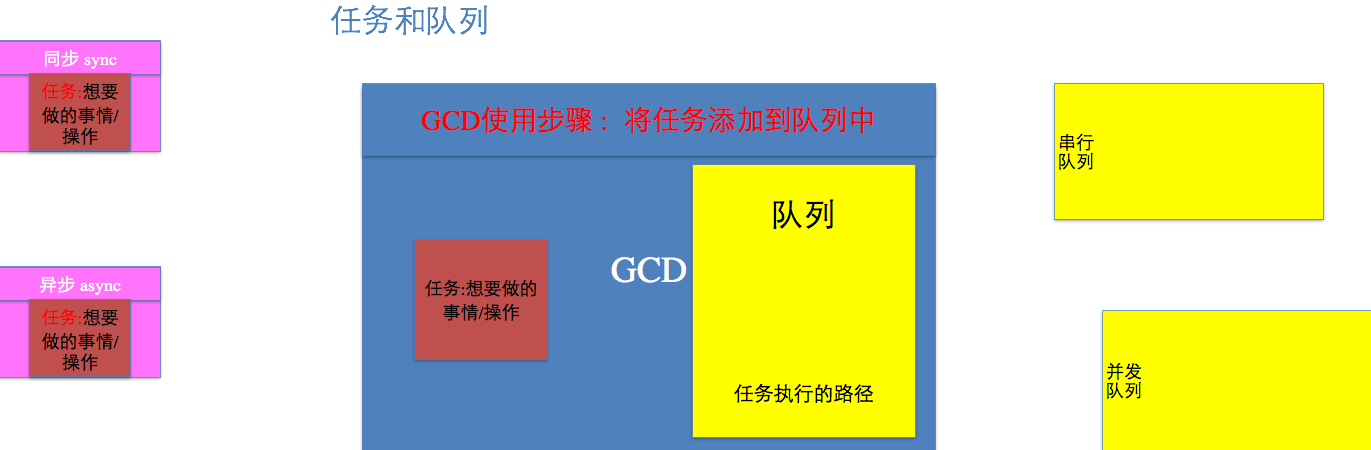 任务和队列
同步 sync
任务:想要
做的事情/
操作
异步 async
任务:想要
做的事情/
操作
GCD使用步骤： 将任务添加到队列中
任务:想要做的
事情/操作
GCD
队列
任务执行的路径
串行
队列
并发
队列